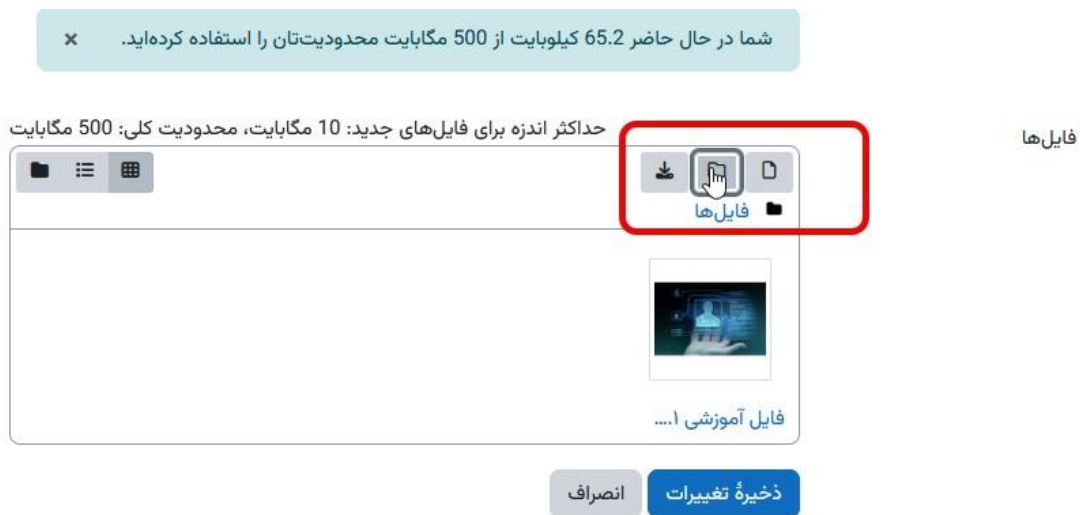 شما در حال حاضر 65.2 کیلوبایت از 500 مگابایت محدودیت‌تان را استفاده کرده‌اید. ×
فایل‌ها
حداکثر اندزه برای فایل‌های جدید: 10 مگابایت، محدودیت کلی: 500 مگابایت
فایل‌ها
فایل آموزشی ۱....
ذخیرهٔ تغییرات
انصراف